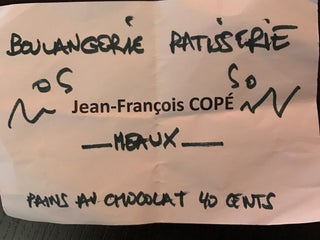 BOULANGERIE PATISSERIE
Jean-François COPÉ
MEAUX
PAINS AU CHOCOLAT 40 CENTS